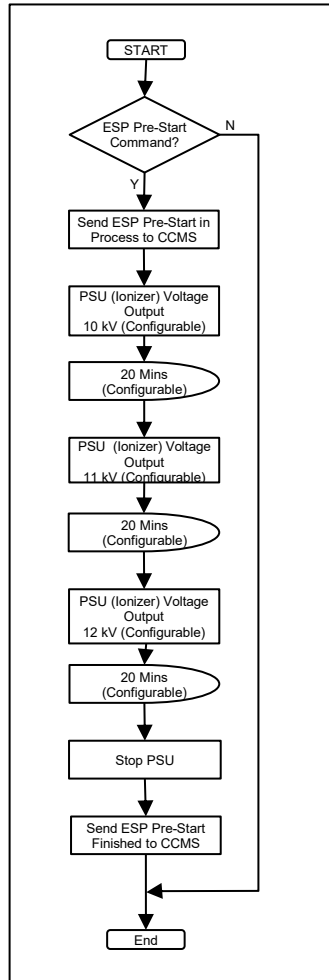 START
ESP Pre-Start
Command?
N
Y
Send ESP Pre-Start in
Process to CCMS
PSU (Ionizer) Voltage
Output
10 kV (Configurable)
20 Mins
(Configurable)
PSU (Ionizer) Voltage
Output
11 kV (Configurable)
20 Mins
(Configurable)
PSU (Ionizer) Voltage
Output
12 kV (Configurable)
20 Mins
(Configurable)
Stop PSU
Send ESP Pre-Start
Finished to CCMS
End